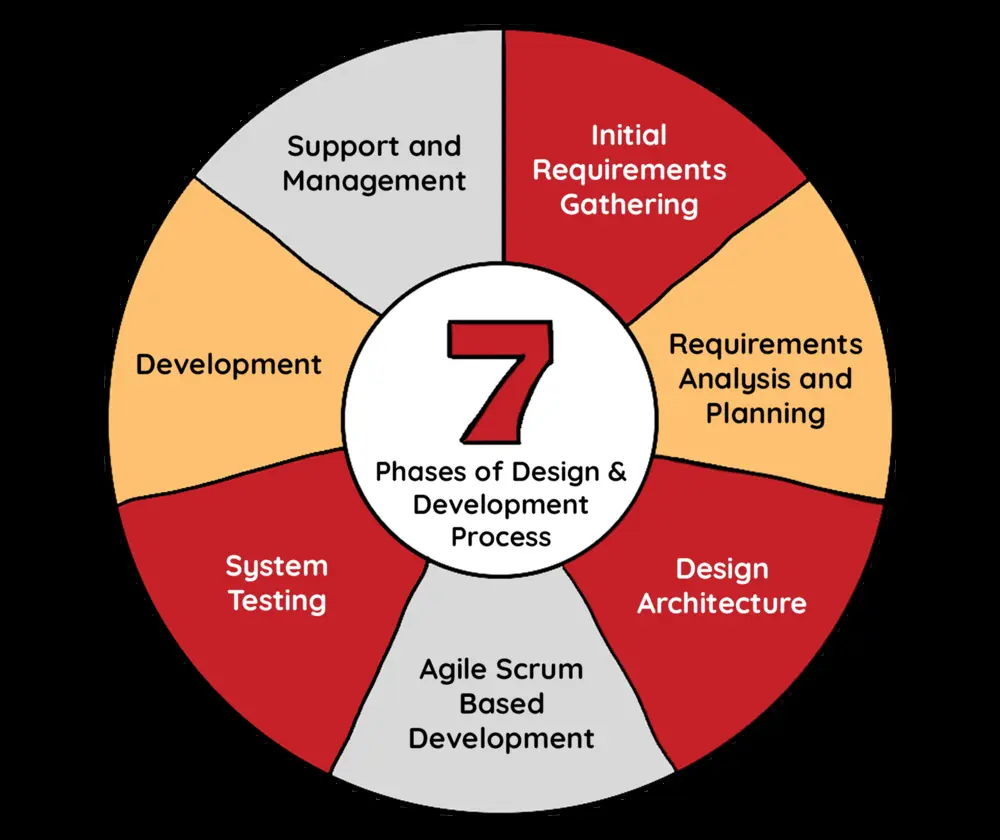 7
Phases of Design &
Development
Process
Initial
Requirements
Gathering
Requirements
Analysis and
Planning
Design
Architecture
Agile Scrum
Based
Development
System
Testing
Development
Support and
Management